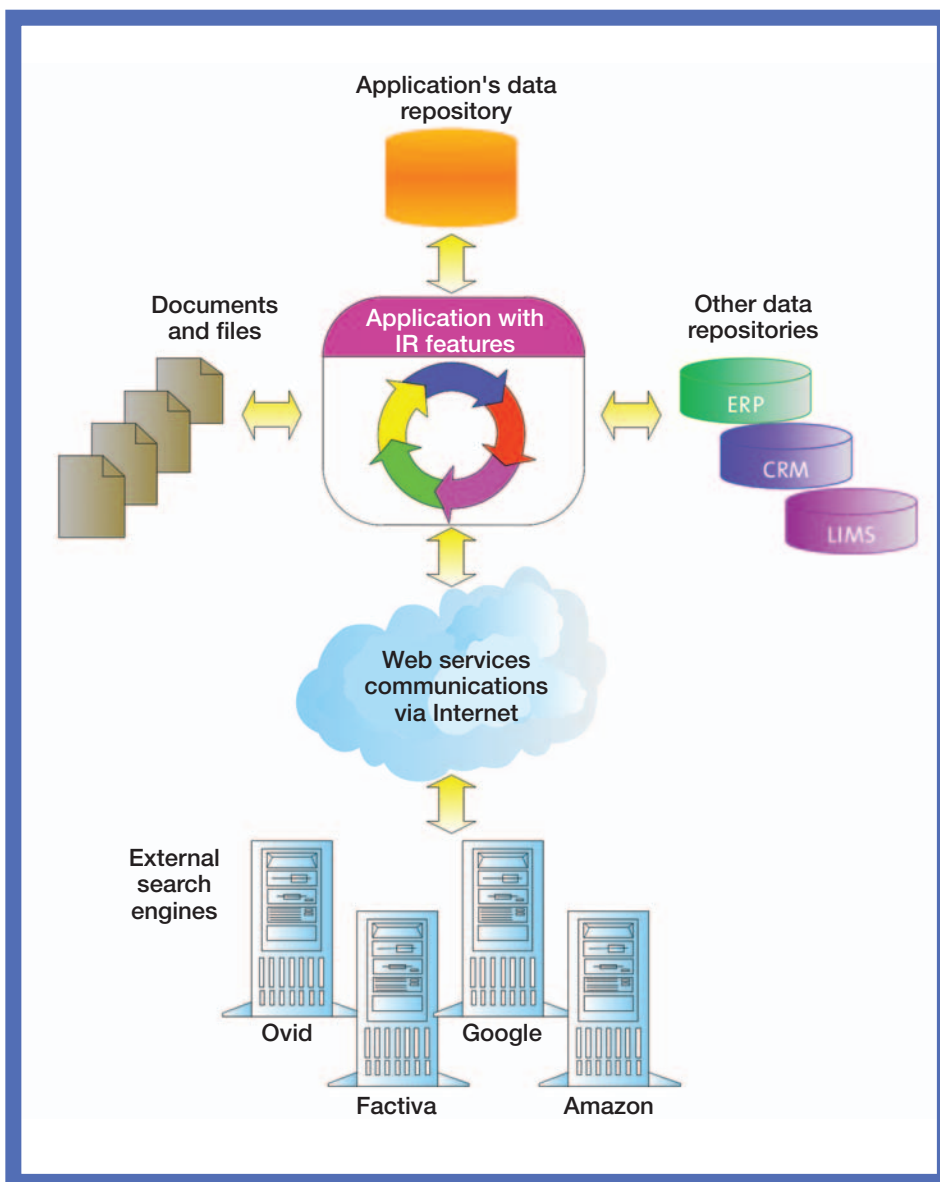 Application's data
repository
Documents
and files
Application with
IR features
Other data
repositories
ERP
CRM
LIMS
Web services
communications
via Internet
External
search
engines
Ovid
Google
Factiva
Amazon